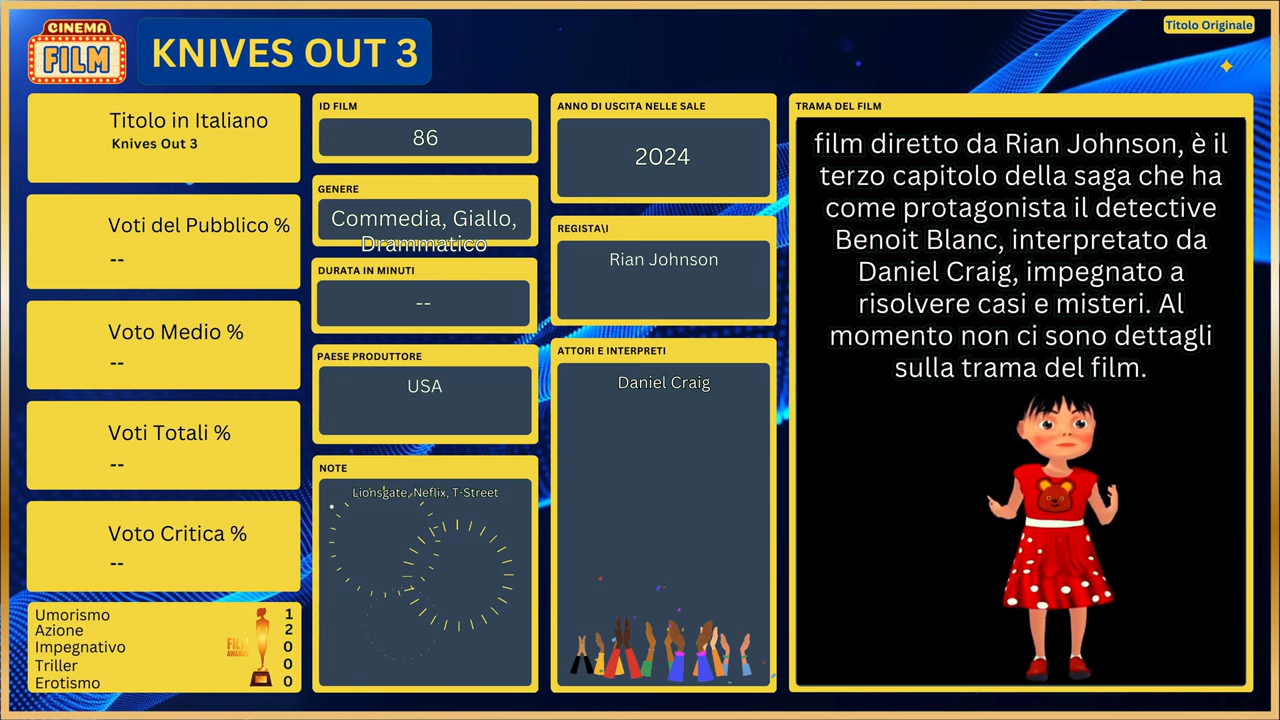 CINEMA
FILM
KNIVES OUT 3
Titolo Originale
Titolo in Italiano
Knives Out 3
Voti del Pubblico %
--
Voto Medio %
--
Voti Totali %
--
Voto Critica %
--
Umorismo 1
Azione 2
Impegnativo 0
Triller 0
Erotismo 0
FILM
AWARDS
ID FILM
86
GENERE
Commedia, Giallo,
Drammatico
DURATA IN MINUTI
--
PAESE PRODUTTORE
USA
NOTE
Lionsgate, Neflix, T-Street
ANNO DI USCITA NELLE SALE
2024
REGISTA\I
Rian Johnson
ATTORI E INTERPRETI
Daniel Craig
TRAMA DEL FILM
film diretto da Rian Johnson, è il
terzo capitolo della saga che ha
come protagonista il detective
Benoit Blanc, interpretato da
Daniel Craig, impegnato a
risolvere casi e misteri. Al
momento non ci sono dettagli
sulla trama del film.